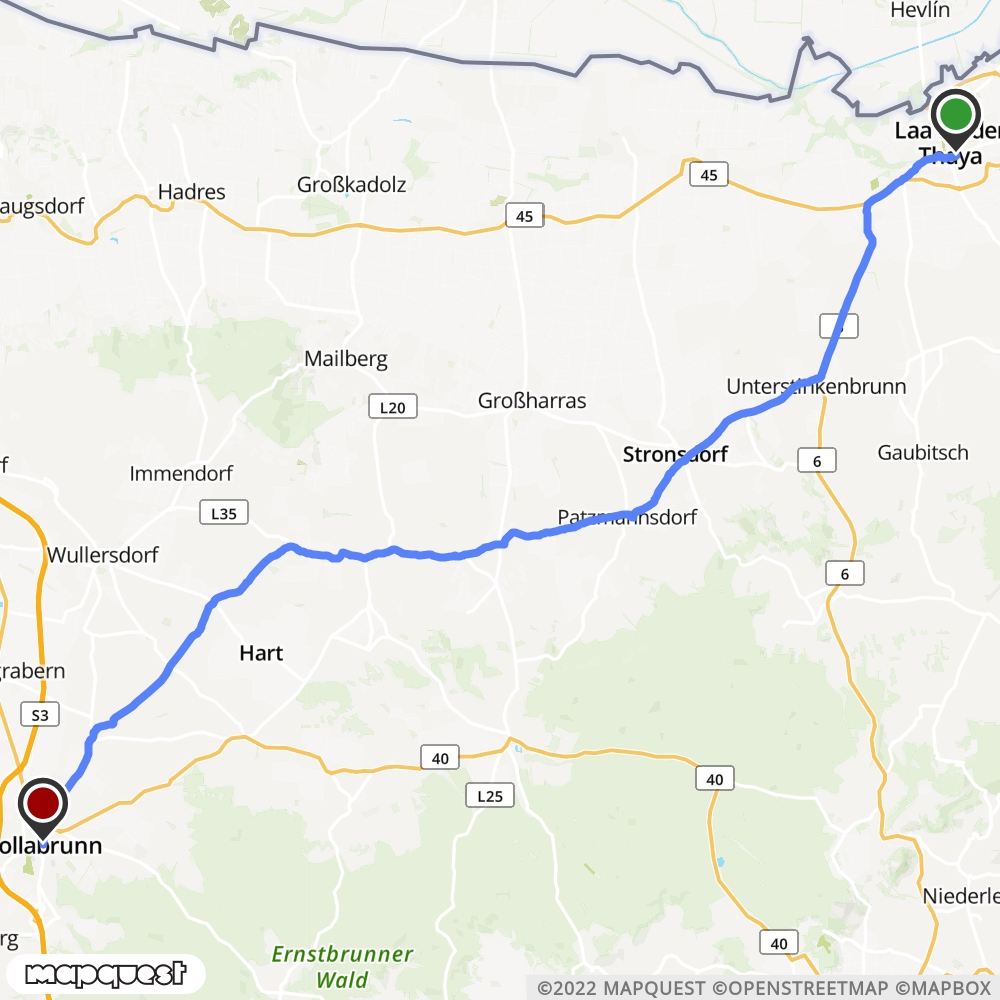 Hevlín
Laa der
Thaya
45
Hadres
Großkadolz
augsdorf
45
Mailberg
Unterstinkenbrunn
L20
Großharras
Gaubitsch
Stronsdorf
6
Immendorf
L35
Patzmannsdorf
Wullersdorf
6
Hart
grabern
S3
40
40
L25
ollabrunn
Niederle
40
Ernstbrunner
Wald
rg
mapquest
©2022 MAPQUEST ©OPENSTREETMAP ©MAPBOX